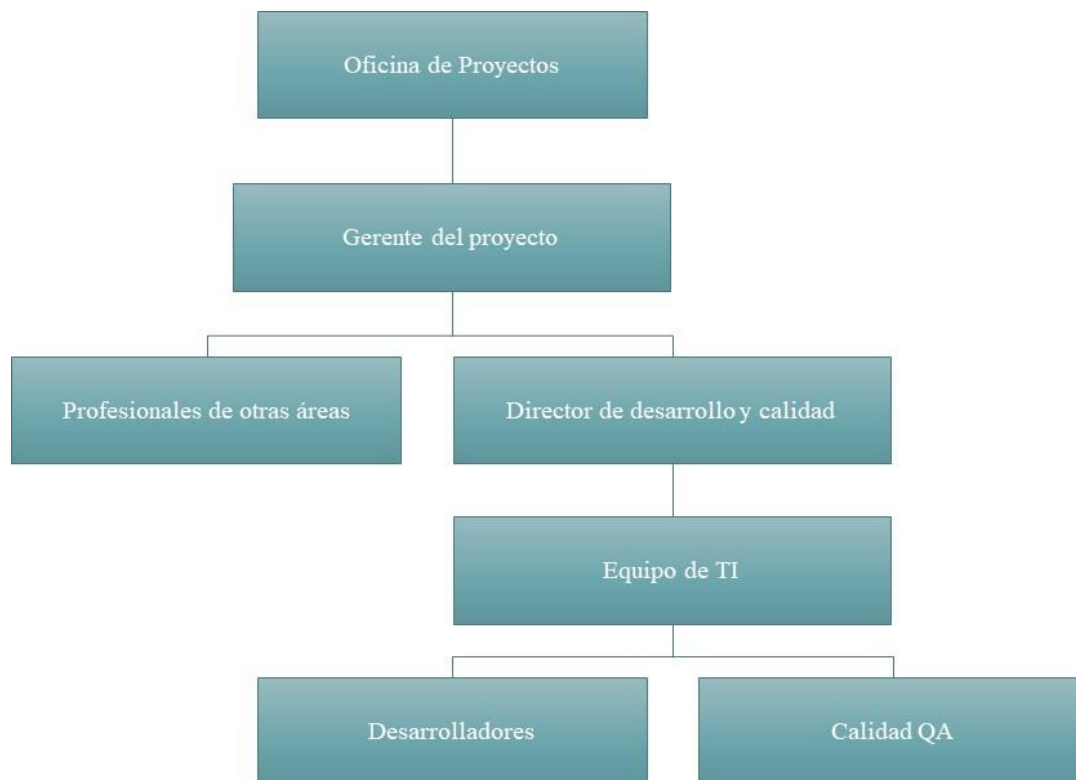 Oficina de Proyectos
Gerente del proyecto
Profesionales de otras áreas
Director de desarrollo y calidad
Equipo de TI
Desarrolladores
Calidad QA